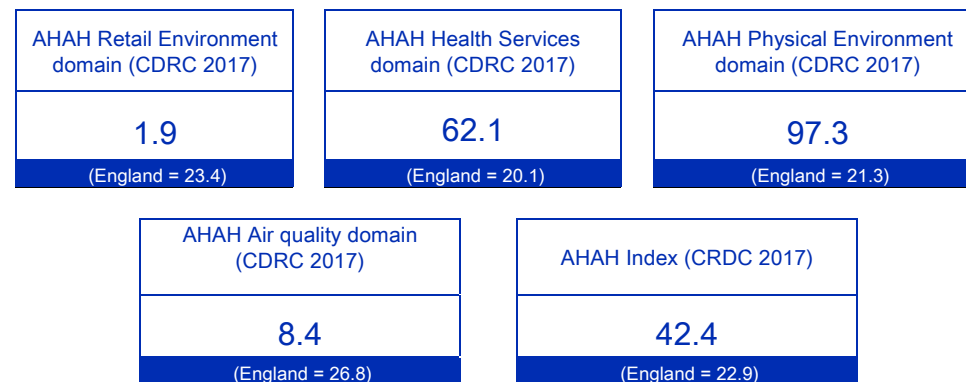 AHAH Retail Environment
domain (CDRC 2017)
1.9
(England = 23.4)
AHAH Health Services
domain (CDRC 2017)
62.1
(England = 20.1)
AHAH Physical Environment
domain (CDRC 2017)
97.3
(England = 21.3)
AHAH Air quality domain
(CDRC 2017)
8.4
(England = 26.8)
AHAH Index (CRDC 2017)
42.4
(England = 22.9)